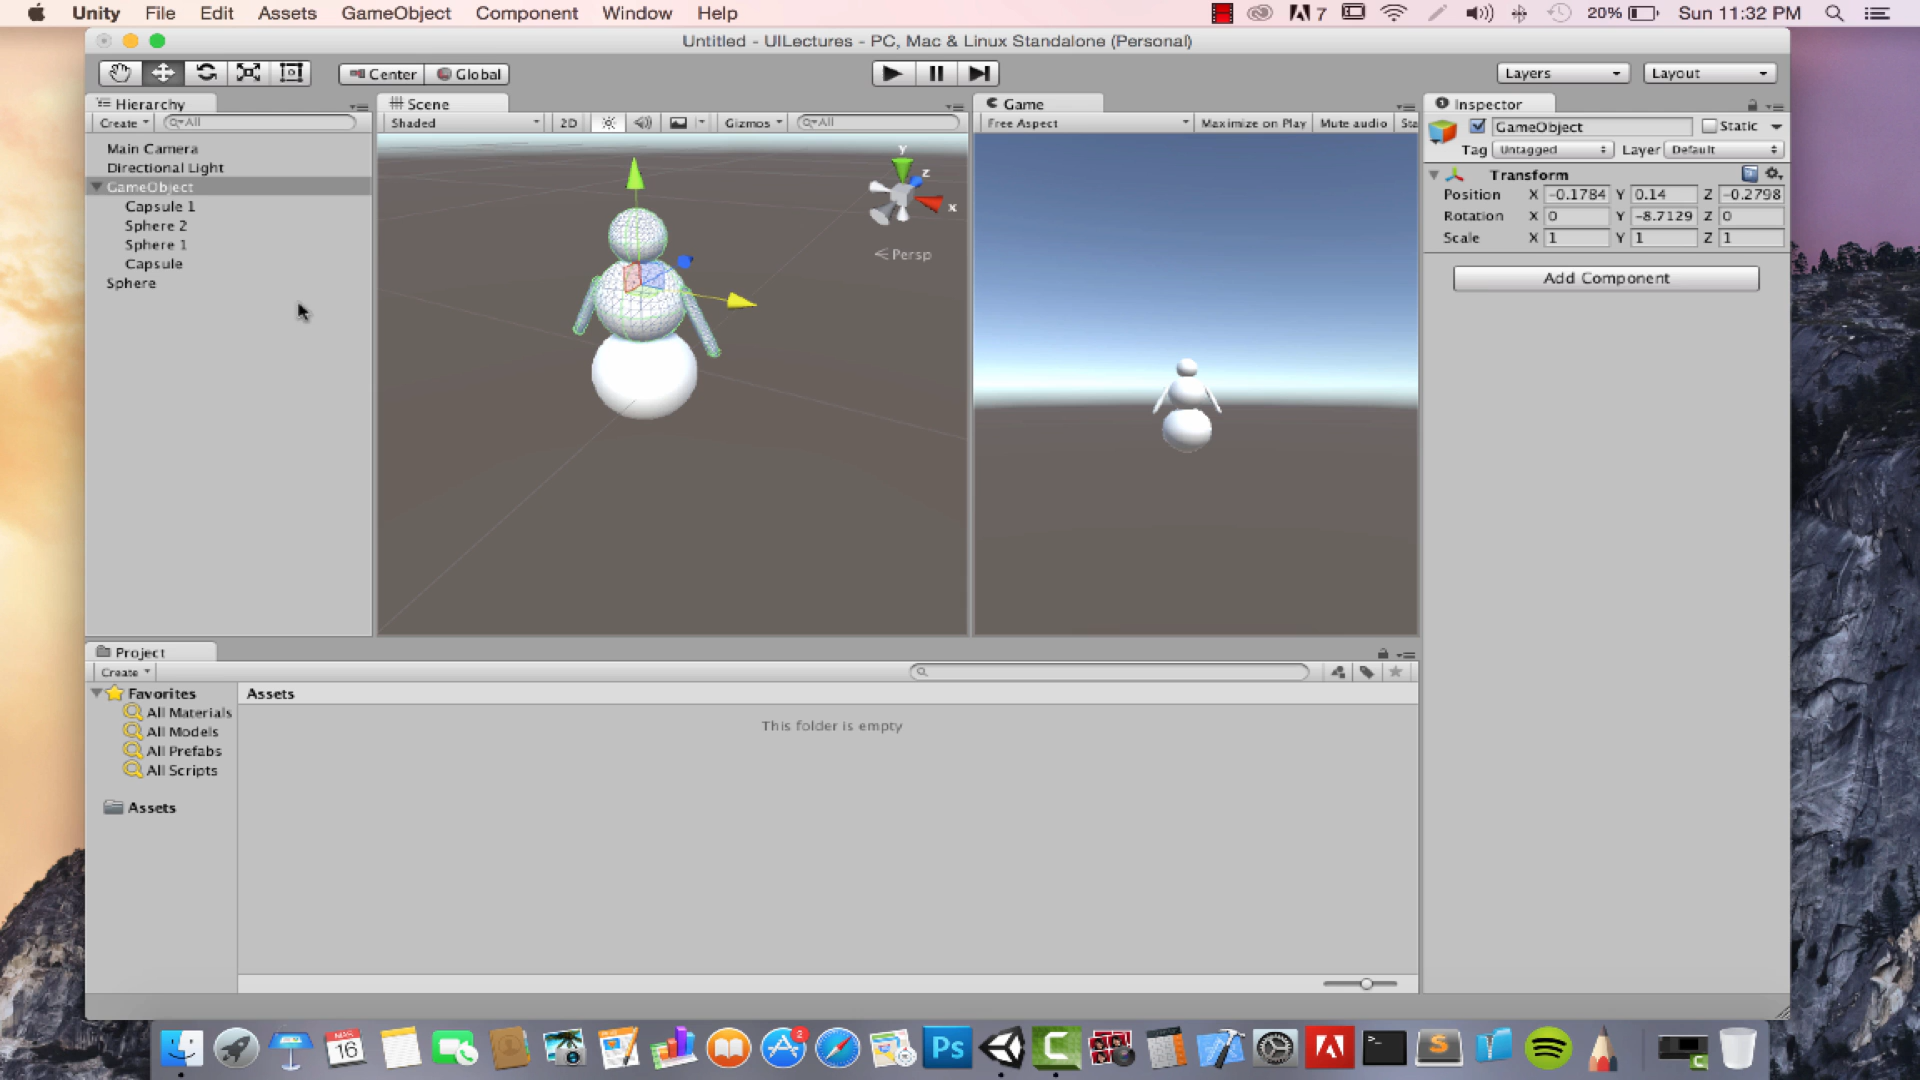 Unity File Edit Assets GameObject Component Window Help 7 20% Sun 11:32 PM
Untitled - UILectures - PC, Mac & Linux Standalone (Personal)
Center Global Layers Layout
Hierarchy
Create All
Main Camera
Directional Light
GameObject
Capsule 1
Sphere 2
Sphere 1
Capsule
Sphere
Scene
Shaded 2D Gizmos All
y
z
x
Persp
Game
Free Aspect Maximize on Play Mute audio Sta
Inspector
GameObject Static
Tag Untagged Layer Default
Transform
Position X -0.1784 Y 0.14 Z -0.2798
Rotation X 0 Y -8.7129 Z 0
Scale X 1 Y 1 Z 1
Add Component
Project
Create
Favorites
All Materials
All Models
All Prefabs
All Scripts
Assets
Assets
This folder is empty
16
2
Ps